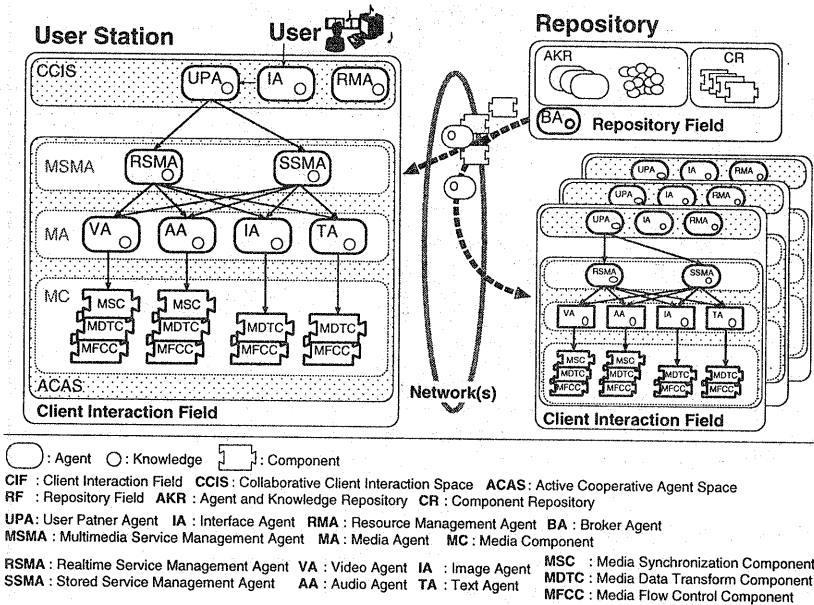 User Station
User
Repository
CCIS
UPA
IA
RMA
AKR
CR
BA
Repository Field
MSMA
RSMA
SSMA
MA
VA
AA
IA
TA
MC
MSC
MSC
MDTC
MDTC
MDTC
MDTC
MFCC
MFCC
MFCC
MFCC
ACAS
Client Interaction Field
Network(s)
UPA
IA
RMA
UPA
IA
RMA
UPA
IA
RMA
RSMA
SSMA
VA
AA
IA
TA
MSC
MSC
MDTC
MDTC
MDTC
MDTC
MFCC
MFCC
MFCC
MFCC
Client Interaction Field
: Agent : Knowledge : Component
CIF : Client Interaction Field CCIS : Collaborative Client Interaction Space ACAS : Active Cooperative Agent Space
RF : Repository Field AKR : Agent and Knowledge Repository CR : Component Repository
UPA : User Patner Agent IA : Interface Agent RMA : Resource Management Agent BA : Broker Agent
MSMA : Multimedia Service Management Agent MA : Media Agent MC : Media Component
RSMA : Realtime Service Management Agent VA : Video Agent IA : Image Agent MSC : Media Synchronization Component
SSMA : Stored Service Management Agent AA : Audio Agent TA : Text Agent MDTC : Media Data Transform Component
MFCC : Media Flow Control Component